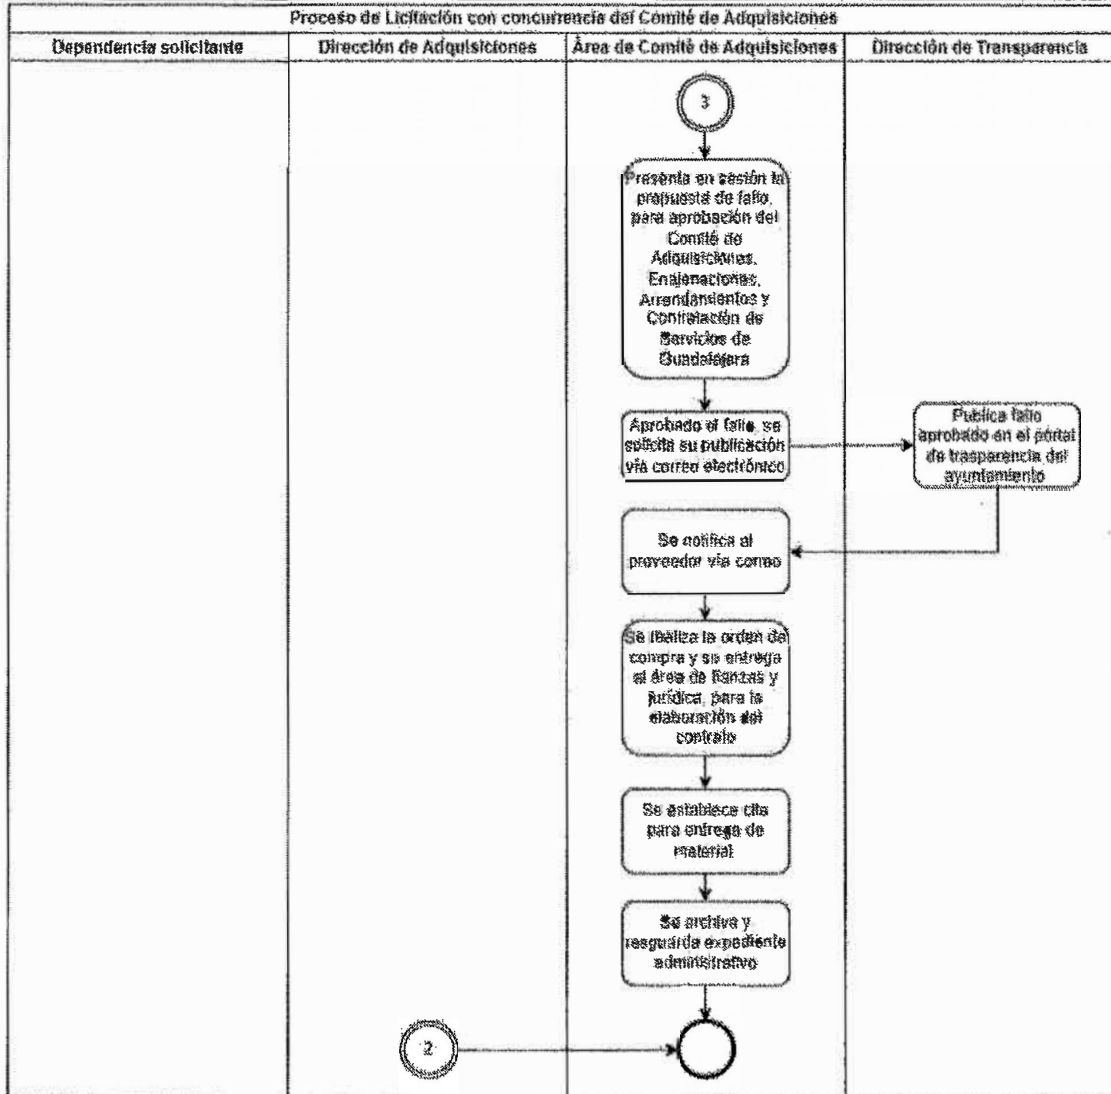 Proceso de Licitación con concurrencia del Comité de Adquisiciones
Dependencia solicitante
Dirección de Adquisiciones
Área de Comité de Adquisiciones
Dirección de Transparencia
3
Presenta en sesión la
propuesta de fallo,
para aprobación del
Comité de
Adquisiciones,
Enajenaciones,
Arrendamientos y
Contratación de
Servicios de
Guadalajara
Aprobado el fallo, se
solicita su publicación
vía correo electrónico
Publica fallo
aprobado en el portal
de trasparencia del
ayuntamiento
Se notifica al
proveedor vía correo
Se realiza la orden de
compra y se entrega
al área de fianzas y
jurídica, para la
elaboración del
contrato
Se establece cita
para entrega de
material
Se archiva y
resguarda expediente
administrativo
2